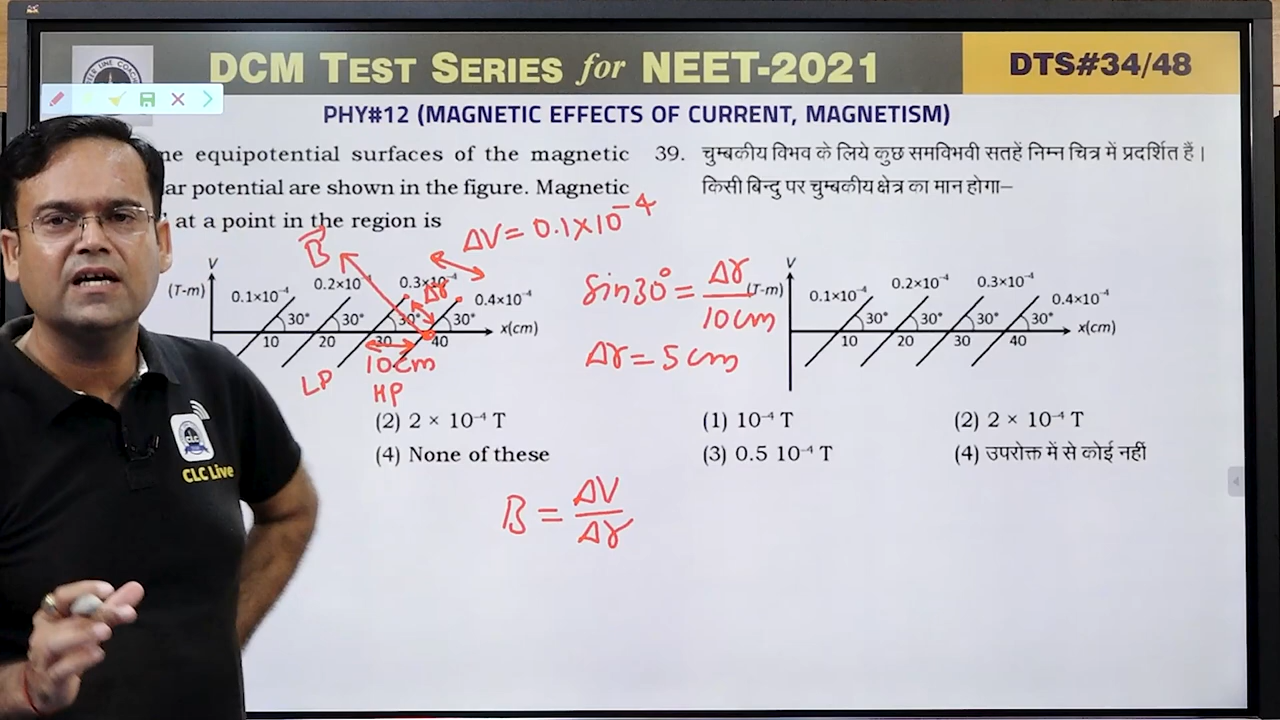 DCM TEST SERIES for NEET-2021
DTS#34/48
PHY#12 (MAGNETIC EFFECTS OF CURRENT, MAGNETISM)
ne equipotential surfaces of the magnetic
ar potential are shown in the figure. Magnetic
at a point in the region is
B
ΔV = 0.1×10⁻⁴
V
(T-m)
0.1×10⁻⁴
0.2×10
0.3×10⁻⁴
0.4×10⁻⁴
Δr
30° 30° 30° 30°
x(cm)
10 20 30 40
10cm
LP
HP
(2) 2 × 10⁻⁴ T
(4) None of these
sin30° = Δr/10cm
Δr = 5cm
B = ΔV/Δr
39. चुम्बकीय विभव के लिये कुछ समविभवी सतहें निम्न चित्र में प्रदर्शित हैं।
किसी बिन्दु पर चुम्बकीय क्षेत्र का मान होगा–
V
(T-m)
0.1×10⁻⁴
0.2×10⁻⁴
0.3×10⁻⁴
0.4×10⁻⁴
30° 30° 30° 30°
x(cm)
10 20 30 40
(1) 10⁻⁴ T
(2) 2 × 10⁻⁴ T
(3) 0.5 10⁻⁴ T
(4) उपरोक्त में से कोई नहीं
CLC Live